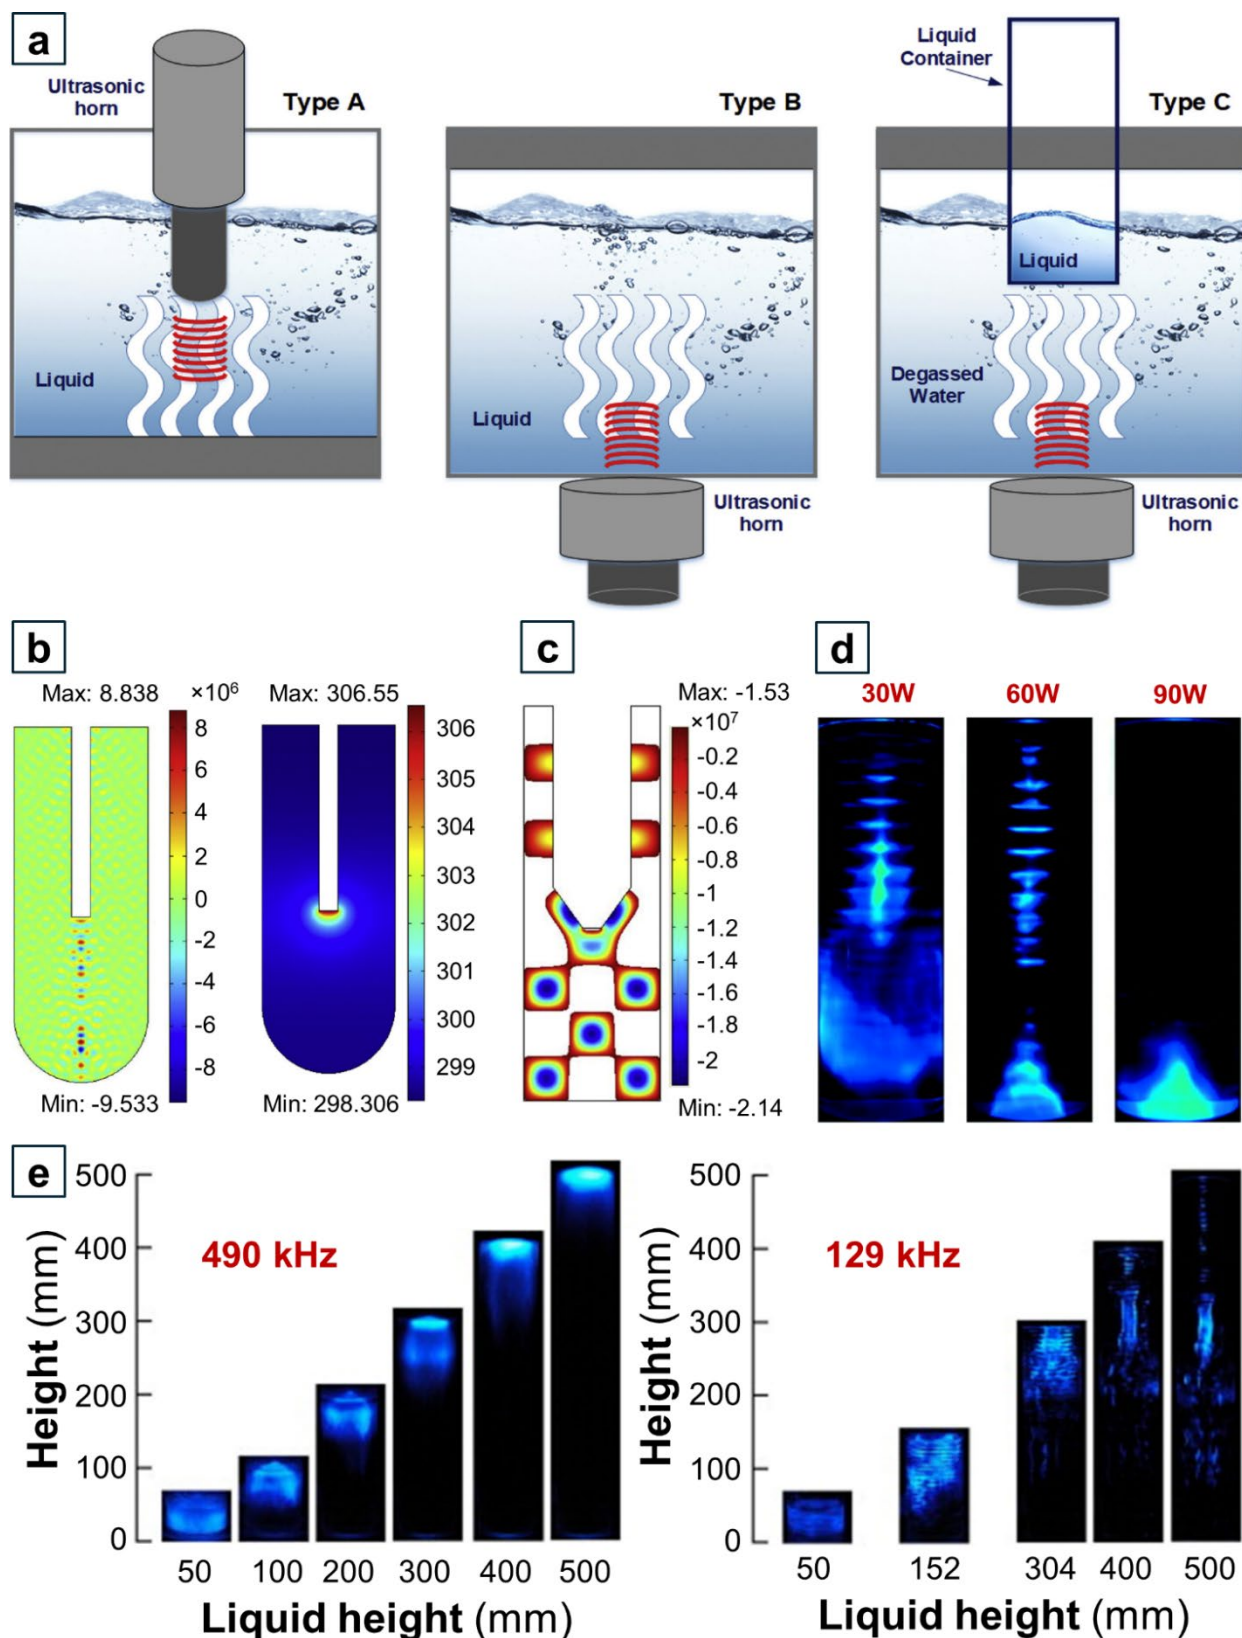 a
Ultrasonic
horn
Type A
Liquid
Type B
Liquid
Ultrasonic
horn
Liquid
Container
Type C
Liquid
Degassed
Water
Ultrasonic
horn
b
Max: 8.838
×10⁶
8
6
4
2
0
-2
-4
-6
-8
Min: -9.533
Max: 306.55
306
305
304
303
302
301
300
299
Min: 298.306
c
Max: -1.53
×10⁷
-0.2
-0.4
-0.6
-0.8
-1
-1.2
-1.4
-1.6
-1.8
-2
Min: -2.14
d
30W
60W
90W
e
Height (mm)
500
400
300
200
100
0
490 kHz
50
100
200
300
400
500
Liquid height (mm)
Height (mm)
500
400
300
200
100
0
129 kHz
50
152
304
400
500
Liquid height (mm)